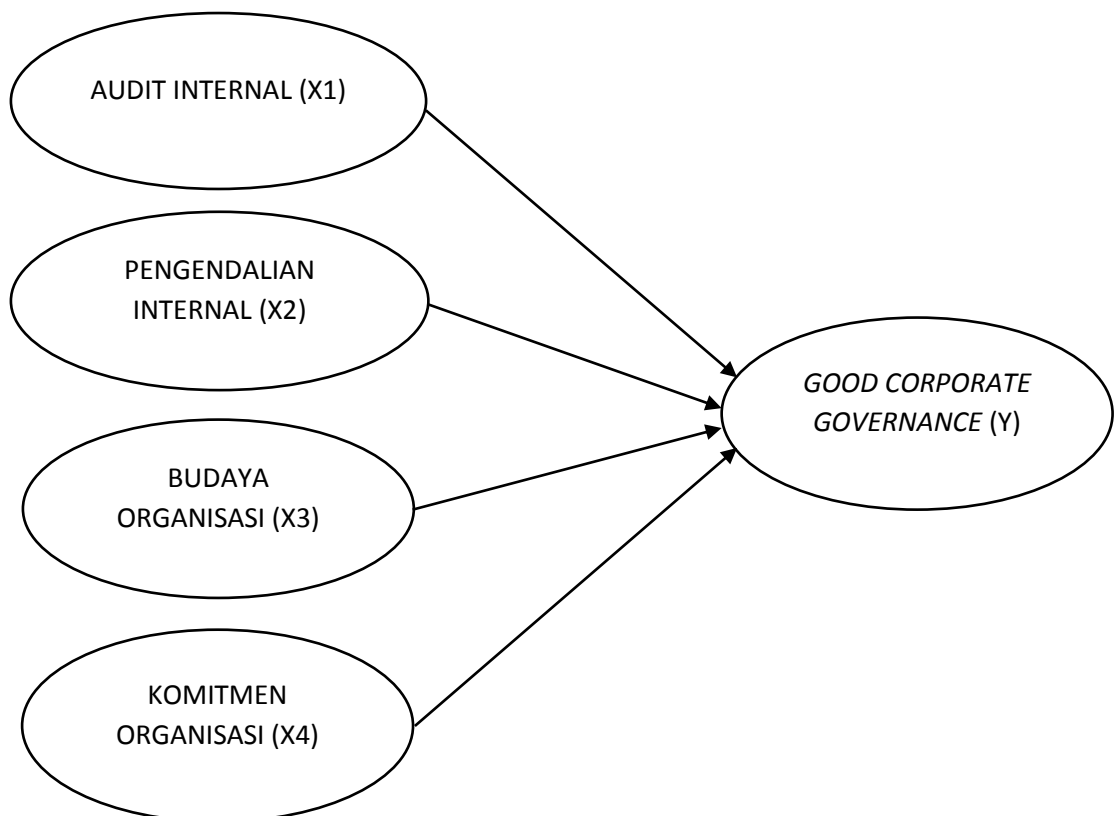 AUDIT INTERNAL (X1)
PENGENDALIAN
INTERNAL (X2)
GOOD CORPORATE
GOVERNANCE (Y)
BUDAYA
ORGANISASI (X3)
KOMITMEN
ORGANISASI (X4)